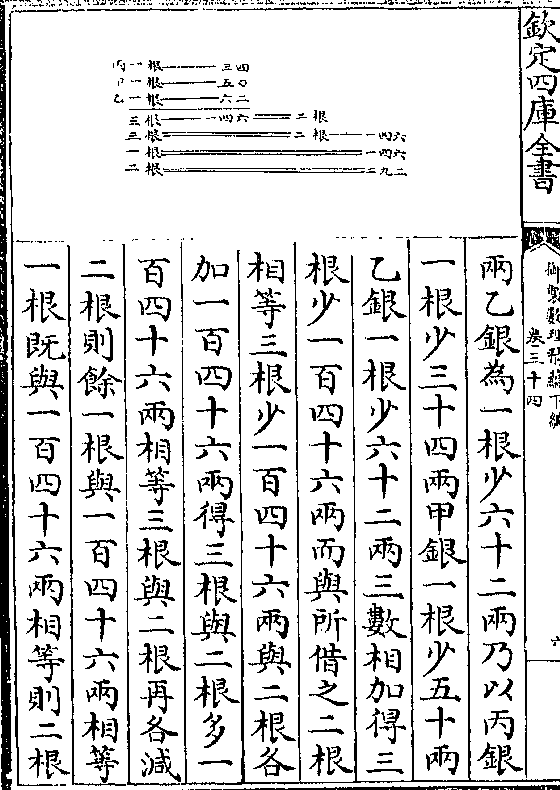 欽定四庫全書
御製數理精蘊下編
卷三十四
六
丙一根　三四
甲一根　五〇
乙一根　六二
三根　一四六　二根
三根　二根　一四六
一根　一四六
二根　二九二
兩乙銀為一根少六十二兩乃以丙銀
一根少三十四兩甲銀一根少五十兩
乙銀一根少六十二兩三數相加得三
根少一百四十六兩而與所借之二根
相等三根少一百四十六兩與二根各
加一百四十六兩得三根與二根多一
百四十六兩相等三根與二根再各減
二根則餘一根與一百四十六兩相等
一根既與一百四十六兩相等則二根